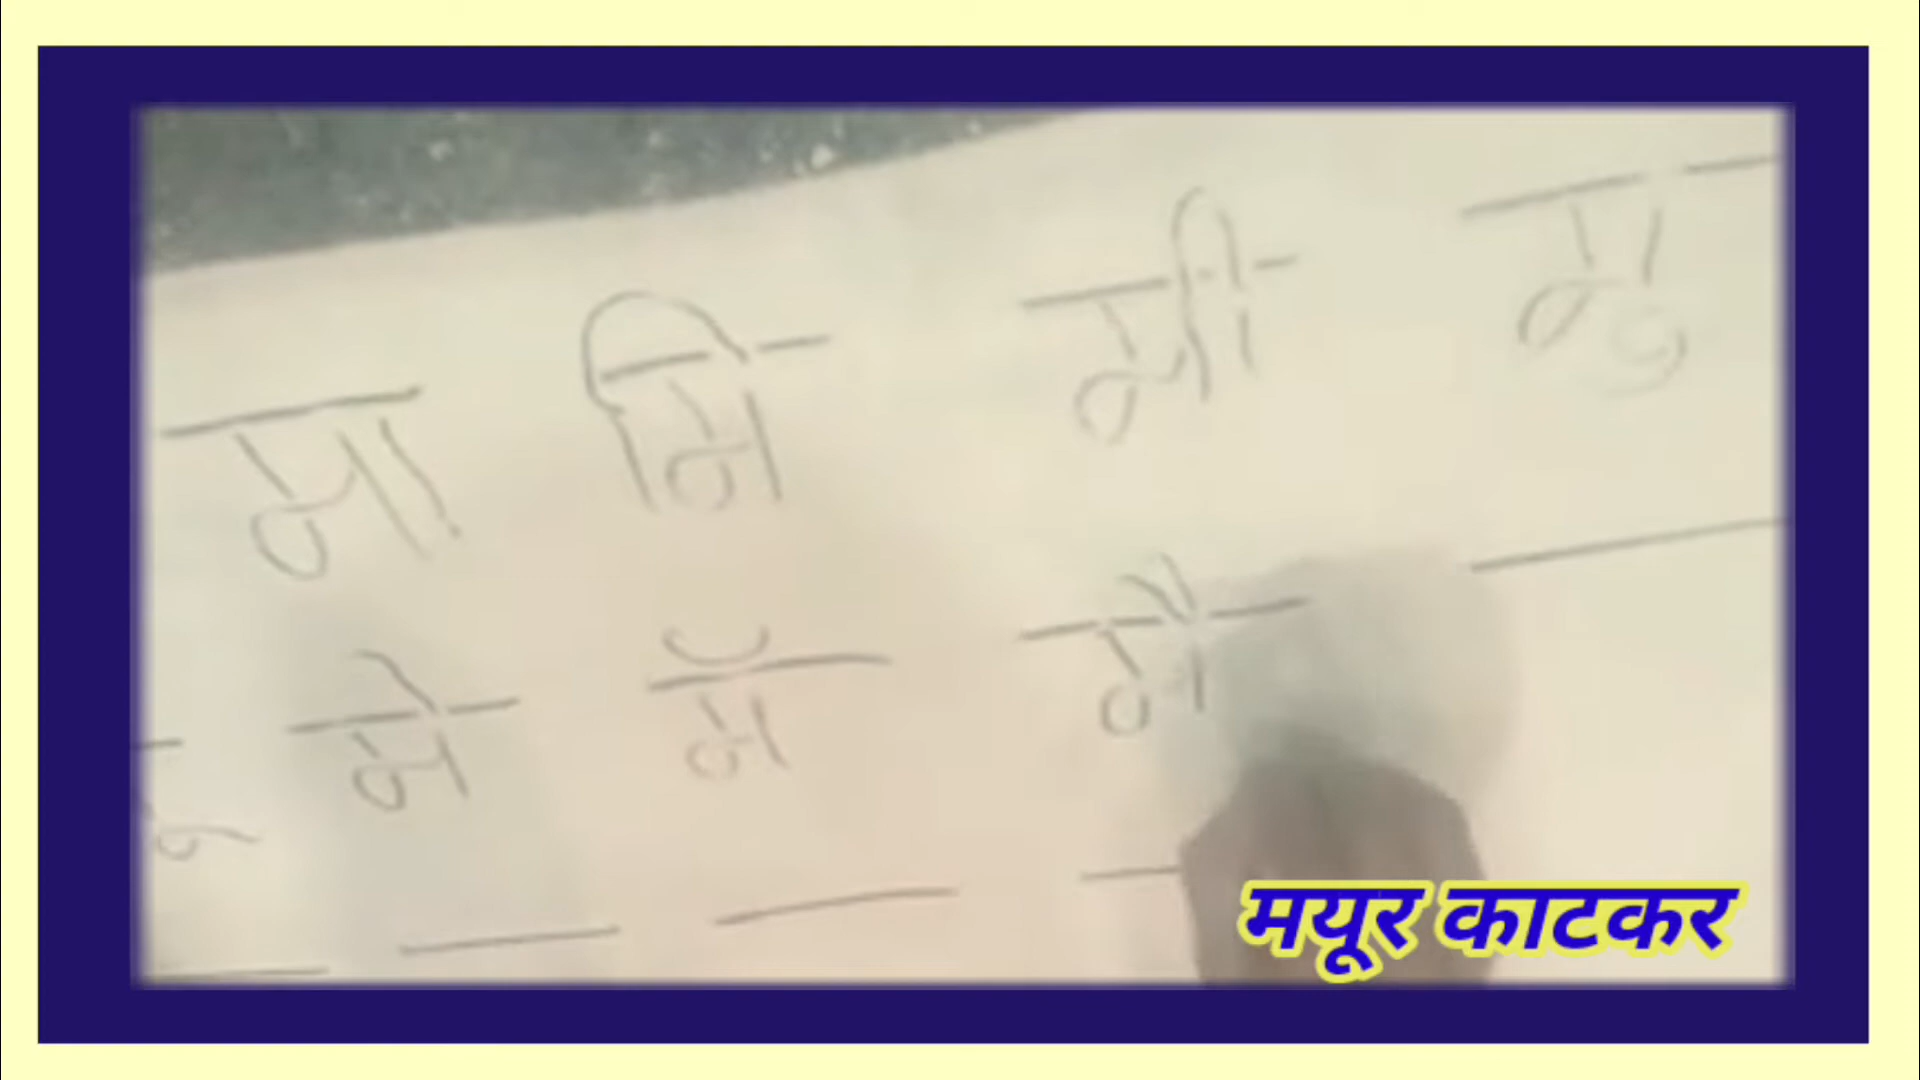 मा मि मी मु
मे मॅ मै
मयूर काटकर